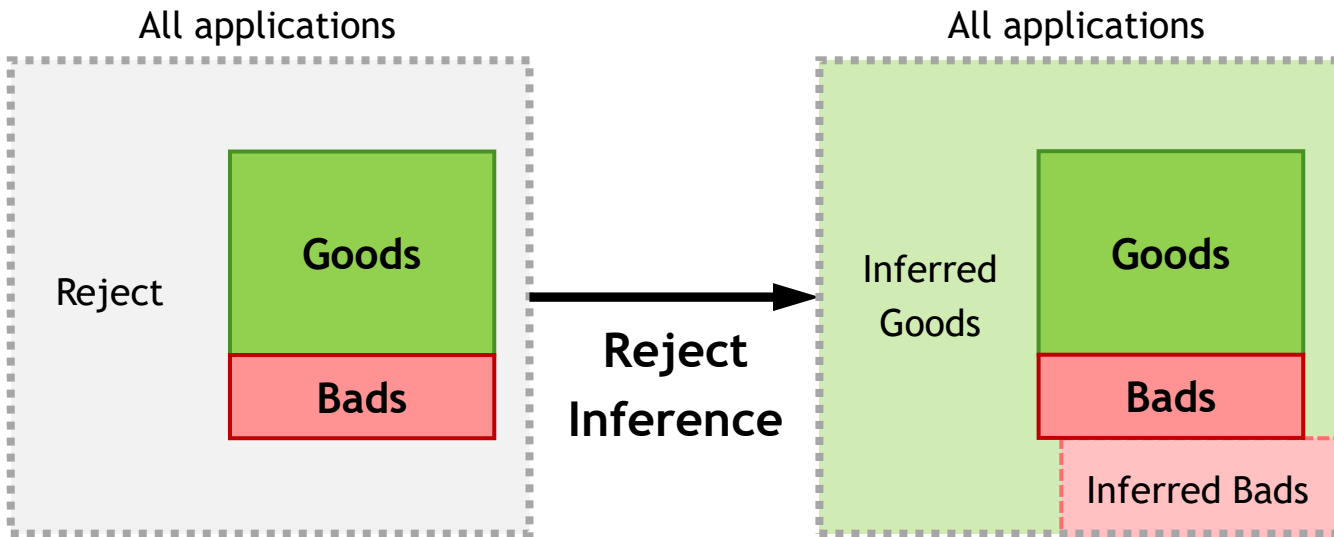 All applications
Reject
Goods
Bads
Reject
Inference
All applications
Inferred
Goods
Goods
Bads
Inferred Bads